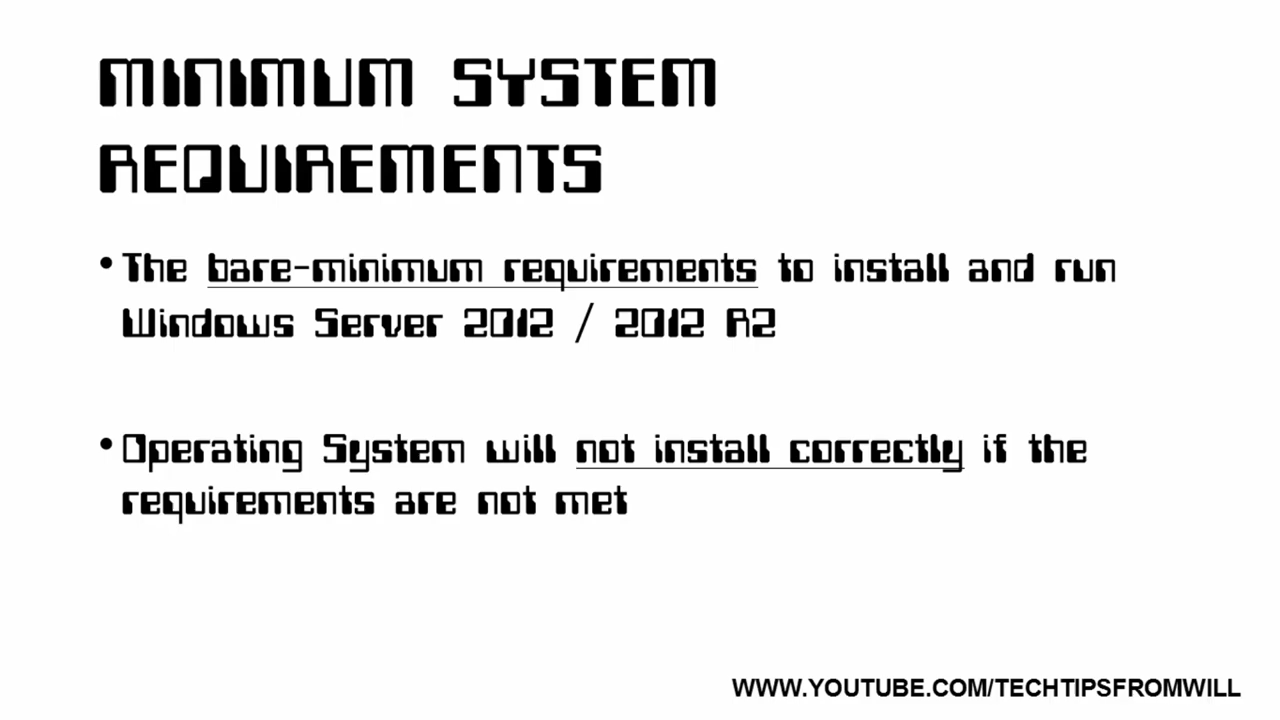 MINIMUM SYSTEM
REQUIREMENTS
• The bare-minimum requirements to install and run
Windows Server 2012 / 2012 R2
• Operating System will not install correctly if the
requirements are not met
WWW.YOUTUBE.COM/TECHTIPSFROMWILL